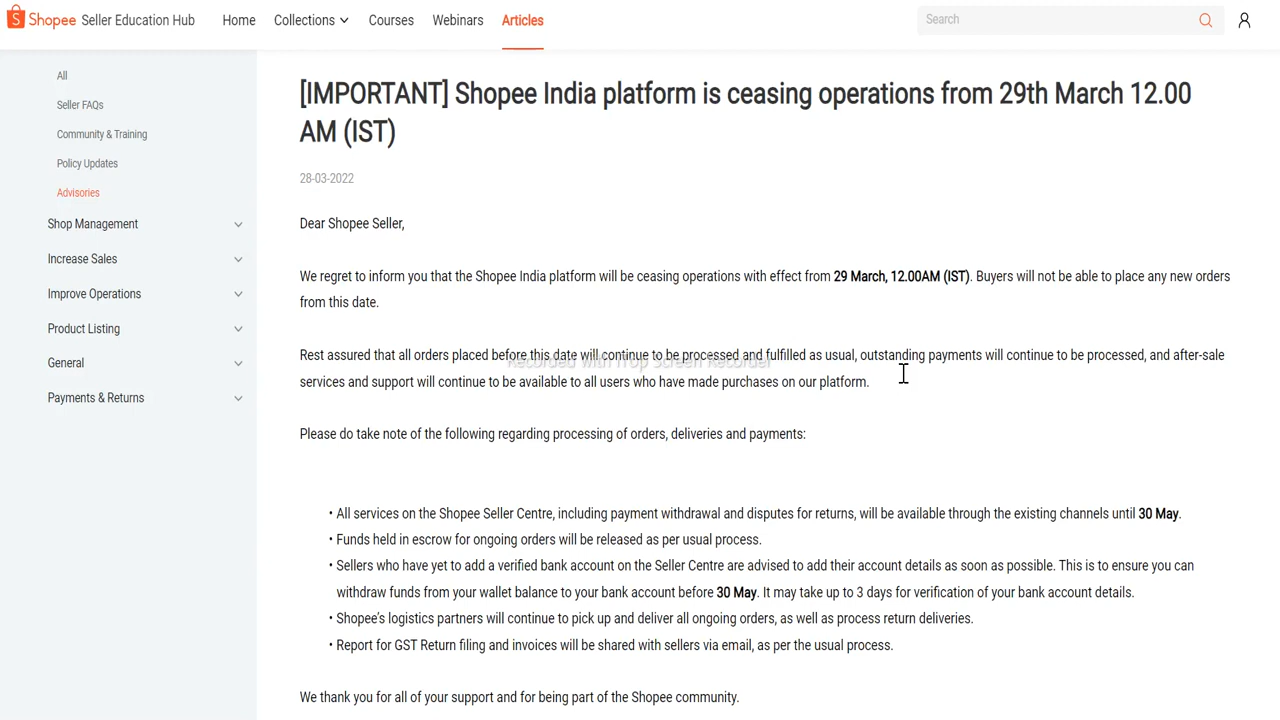 Shopee Seller Education Hub Home Collections Courses Webinars Articles Search
All
Seller FAQs
Community & Training
Policy Updates
Advisories
Shop Management
Increase Sales
Improve Operations
Product Listing
General
Payments & Returns
[IMPORTANT] Shopee India platform is ceasing operations from 29th March 12.00
AM (IST)
28-03-2022
Dear Shopee Seller,
We regret to inform you that the Shopee India platform will be ceasing operations with effect from 29 March, 12.00AM (IST). Buyers will not be able to place any new orders
from this date.
Rest assured that all orders placed before this date will continue to be processed and fulfilled as usual, outstanding payments will continue to be processed, and after-sale
Recorded with iTop Screen Recorder
services and support will continue to be available to all users who have made purchases on our platform.
Please do take note of the following regarding processing of orders, deliveries and payments:
• All services on the Shopee Seller Centre, including payment withdrawal and disputes for returns, will be available through the existing channels until 30 May.
• Funds held in escrow for ongoing orders will be released as per usual process.
• Sellers who have yet to add a verified bank account on the Seller Centre are advised to add their account details as soon as possible. This is to ensure you can
withdraw funds from your wallet balance to your bank account before 30 May. It may take up to 3 days for verification of your bank account details.
• Shopee's logistics partners will continue to pick up and deliver all ongoing orders, as well as process return deliveries.
• Report for GST Return filing and invoices will be shared with sellers via email, as per the usual process.
We thank you for all of your support and for being part of the Shopee community.